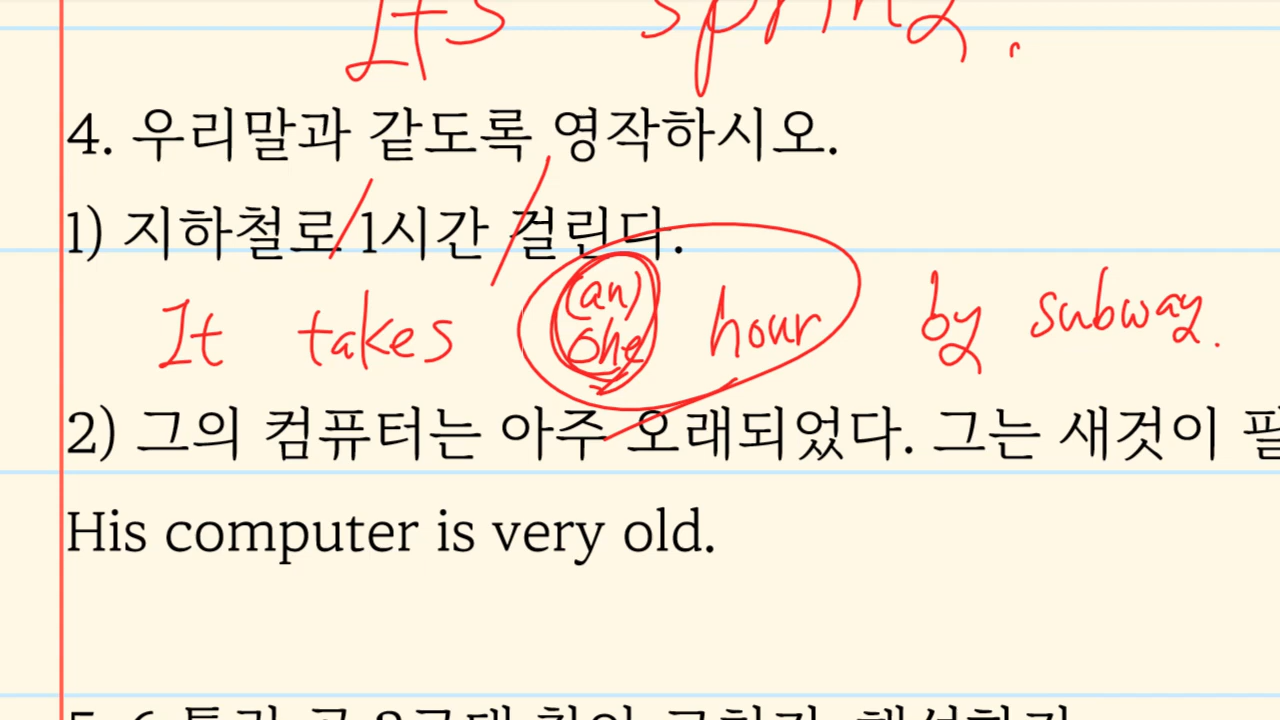 It's spring.
4. 우리말과 같도록 영작하시오.
1) 지하철로 1시간 걸린다.
(an)
It takes one hour by subway.
2) 그의 컴퓨터는 아주 오래되었다. 그는 새것이
His computer is very old.